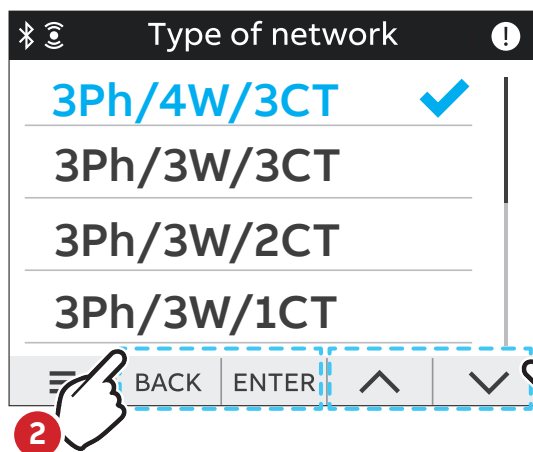 Type of network !
3Ph/4W/3CT
3Ph/3W/3CT
3Ph/3W/2CT
3Ph/3W/1CT
BACK ENTER
2